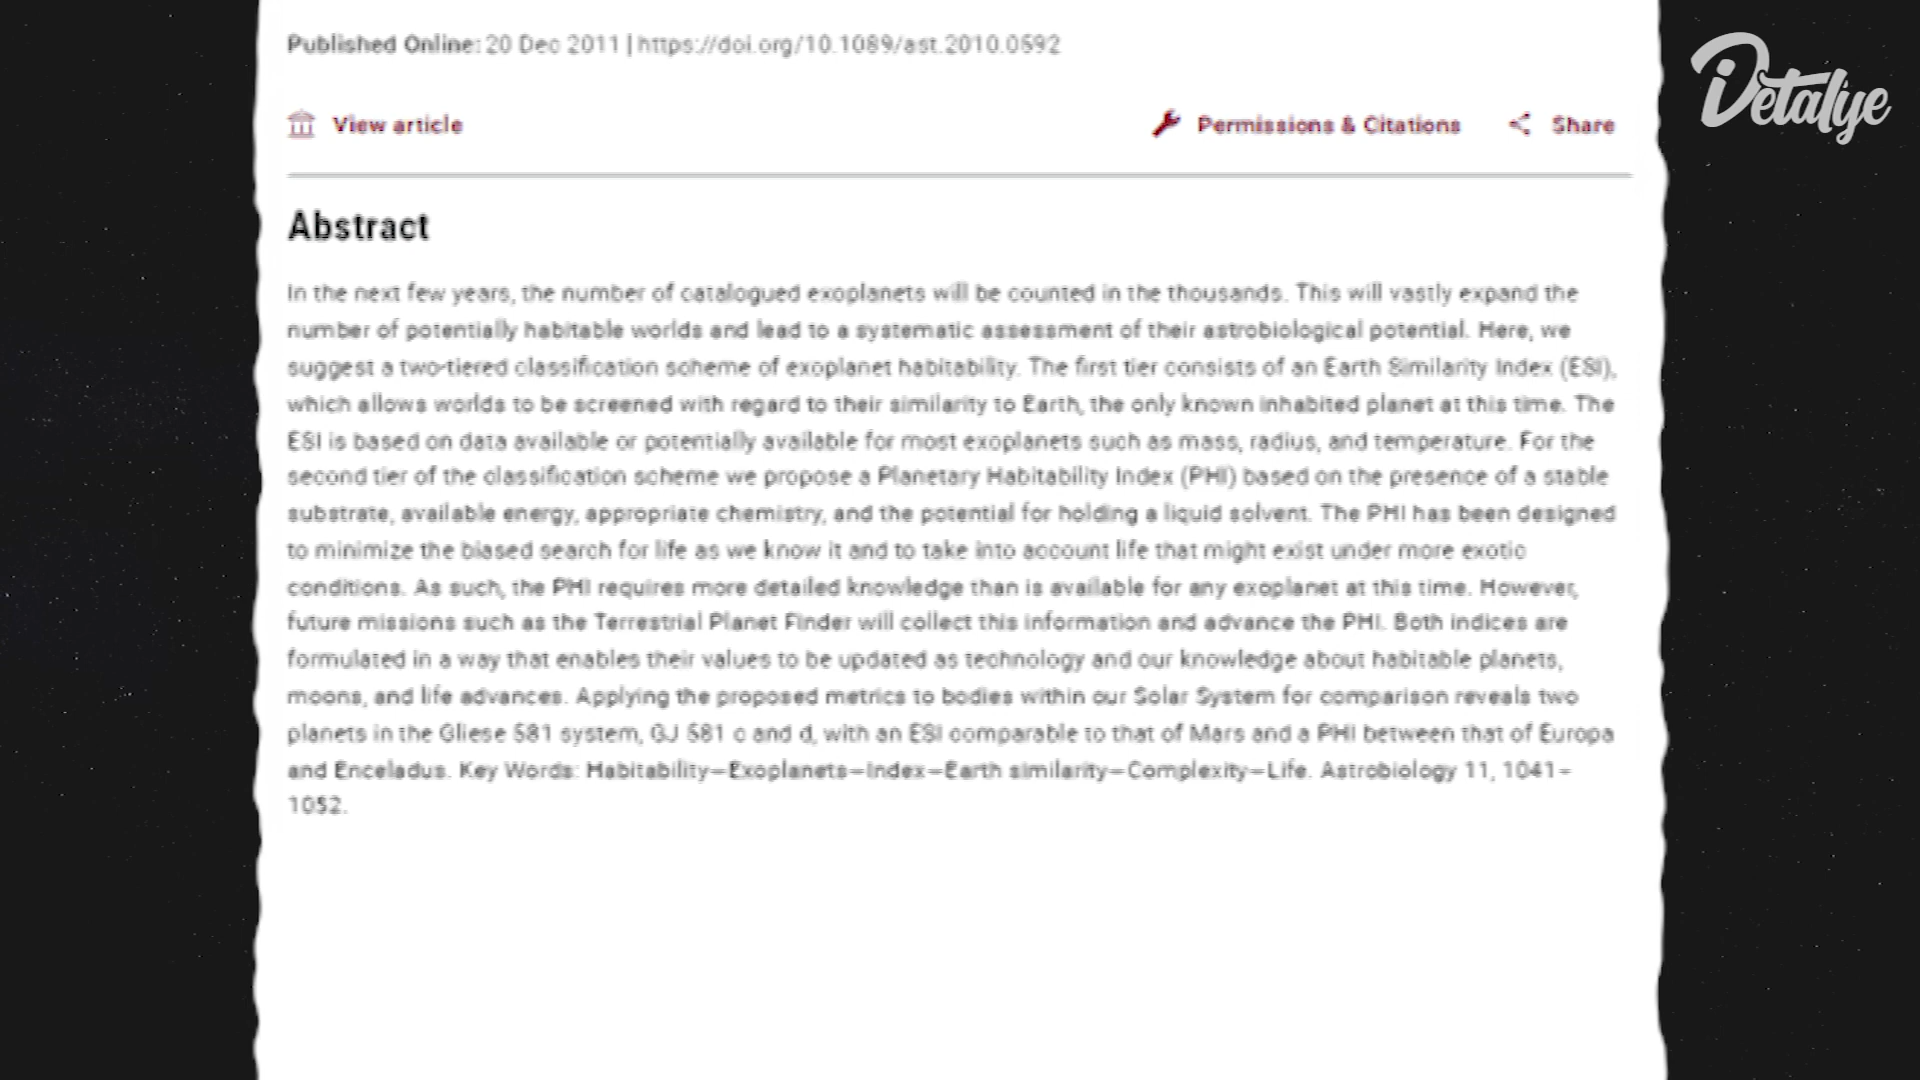 Published Online: 20 Dec 2011 | https://doi.org/10.1089/ast.2010.0592
Detalye
View article
Permissions & Citations
Share
Abstract
In the next few years, the number of catalogued exoplanets will be counted in the thousands. This will vastly expand the
number of potentially habitable worlds and lead to a systematic assessment of their astrobiological potential. Here, we
suggest a two-tiered classification scheme of exoplanet habitability. The first tier consists of an Earth Similarity Index (ESI),
which allows worlds to be screened with regard to their similarity to Earth, the only known inhabited planet at this time. The
ESI is based on data available or potentially available for most exoplanets such as mass, radius, and temperature. For the
second tier of the classification scheme we propose a Planetary Habitability Index (PHI) based on the presence of a stable
substrate, available energy, appropriate chemistry, and the potential for holding a liquid solvent. The PHI has been designed
to minimize the biased search for life as we know it and to take into account life that might exist under more exotic
conditions. As such, the PHI requires more detailed knowledge than is available for any exoplanet at this time. However,
future missions such as the Terrestrial Planet Finder will collect this information and advance the PHI. Both indices are
formulated in a way that enables their values to be updated as technology and our knowledge about habitable planets,
moons, and life advances. Applying the proposed metrics to bodies within our Solar System for comparison reveals two
planets in the Gliese 581 system, GJ 581 c and d, with an ESI comparable to that of Mars and a PHI between that of Europa
and Enceladus. Key Words: Habitability—Exoplanets—Index—Earth similarity—Complexity—Life. Astrobiology 11, 1041–
1052.